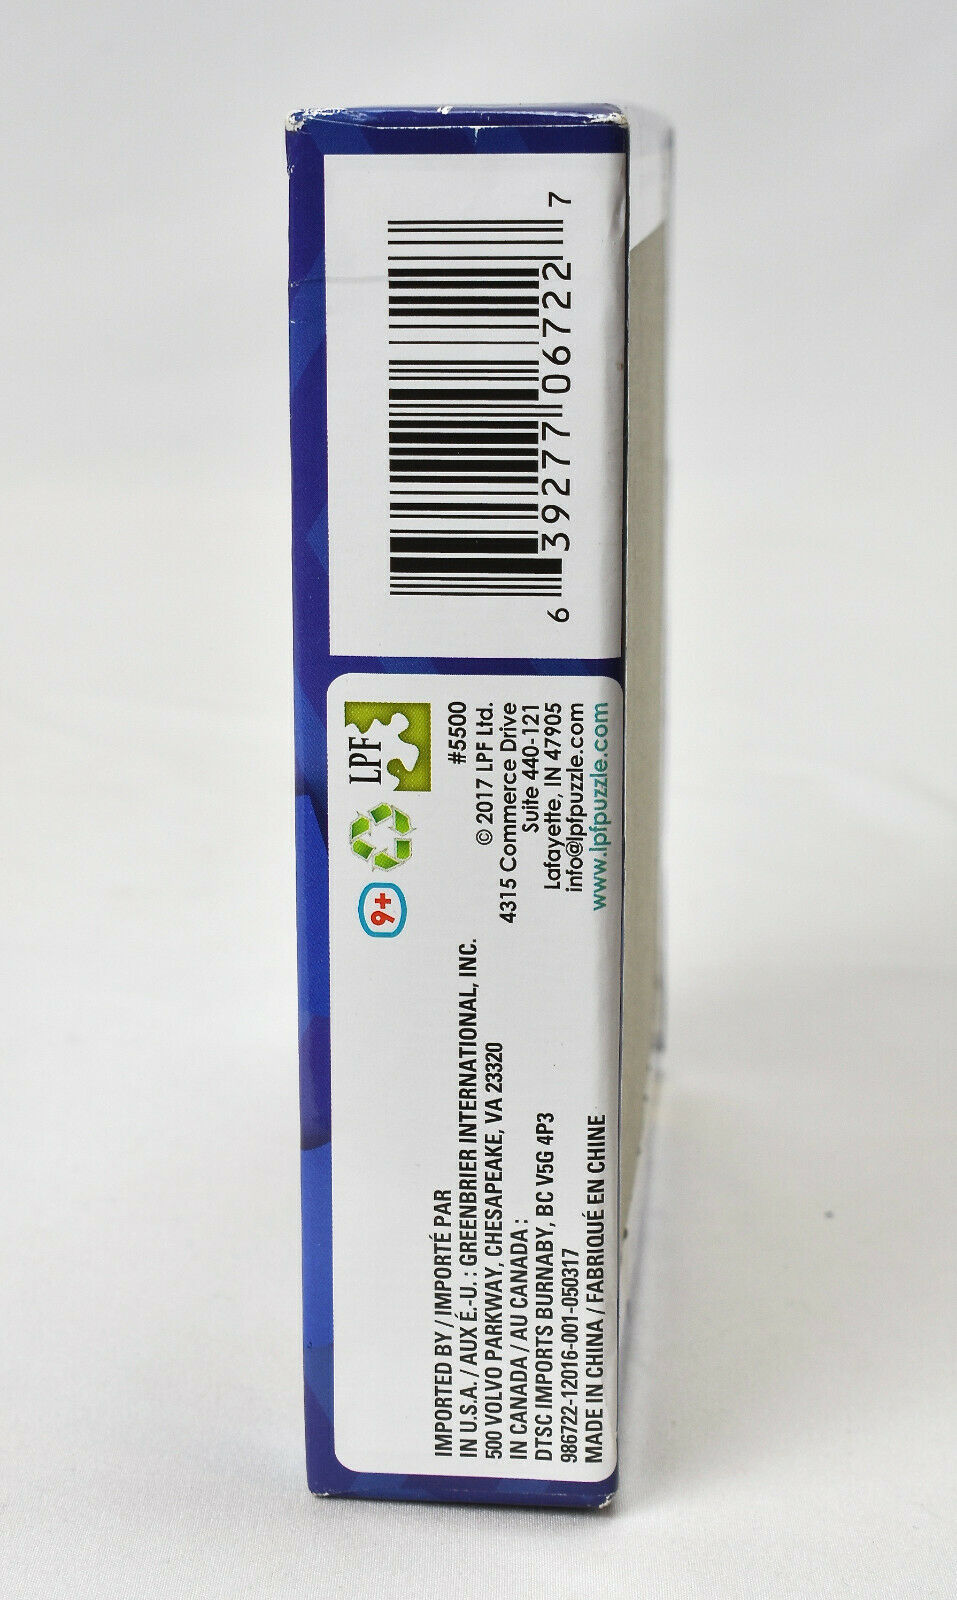 6 39277 06722 7
LPF
9+
#5500
© 2017 LPF Ltd.
4315 Commerce Drive
Suite 440-121
Lafayette, IN 47905
info@lpfpuzzle.com
www.lpfpuzzle.com
IMPORTED BY / IMPORTÉ PAR
IN U.S.A. / AUX É.-U. : GREENBRIER INTERNATIONAL, INC.
500 VOLVO PARKWAY, CHESAPEAKE, VA 23320
IN CANADA / AU CANADA :
DTSC IMPORTS BURNABY, BC V5G 4P3
986722-12016-001-050317
MADE IN CHINA / FABRIQUÉ EN CHINE